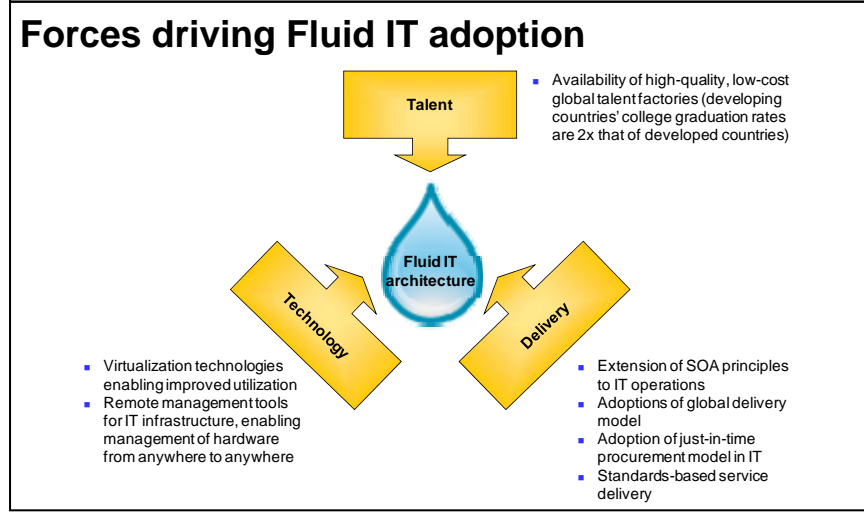 Forces driving Fluid IT adoption
Talent
▪ Availability of high-quality, low-cost
global talent factories (developing
countries' college graduation rates
are 2x that of developed countries)
Fluid IT
architecture
Technology
Delivery
▪ Virtualization technologies
enabling improved utilization
▪ Remote management tools
for IT infrastructure, enabling
management of hardware
from anywhere to anywhere
▪ Extension of SOA principles
to IT operations
▪ Adoptions of global delivery
model
▪ Adoption of just-in-time
procurement model in IT
▪ Standards-based service
delivery